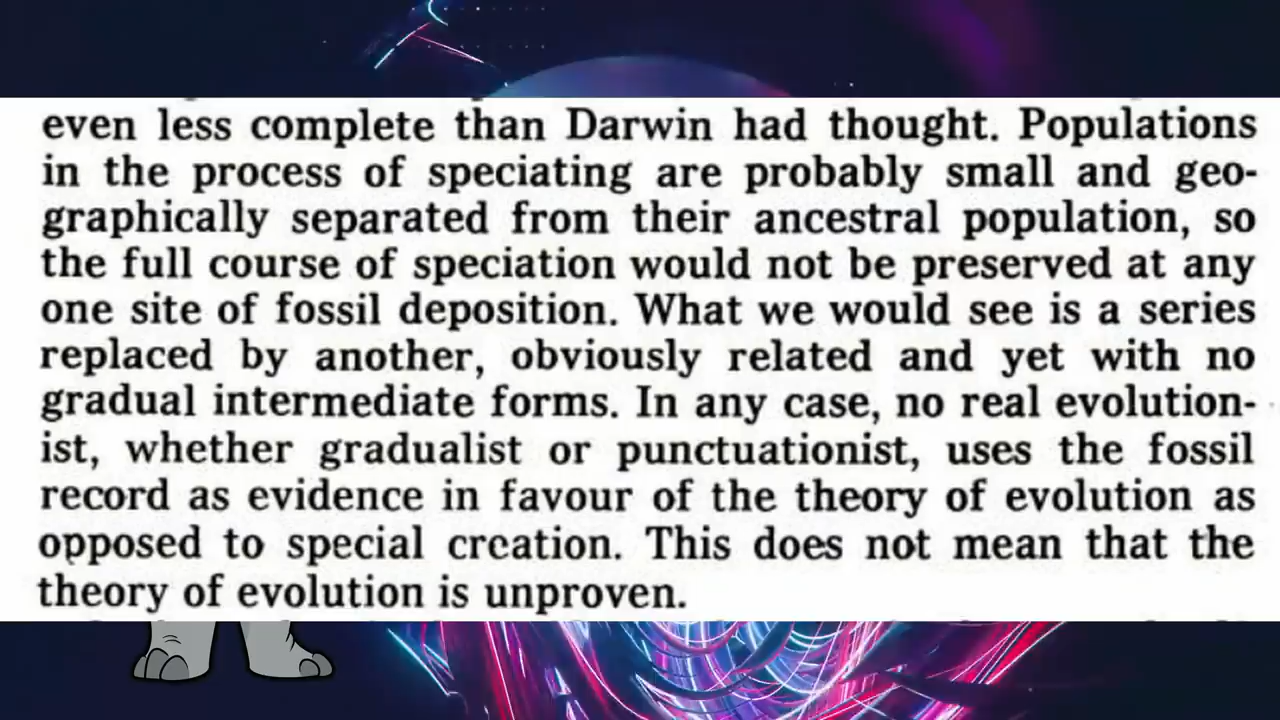 even less complete than Darwin had thought. Populations
in the process of speciating are probably small and geo-
graphically separated from their ancestral population, so
the full course of speciation would not be preserved at any
one site of fossil deposition. What we would see is a series
replaced by another, obviously related and yet with no
gradual intermediate forms. In any case, no real evolution-
ist, whether gradualist or punctuationist, uses the fossil
record as evidence in favour of the theory of evolution as
opposed to special creation. This does not mean that the
theory of evolution is unproven.